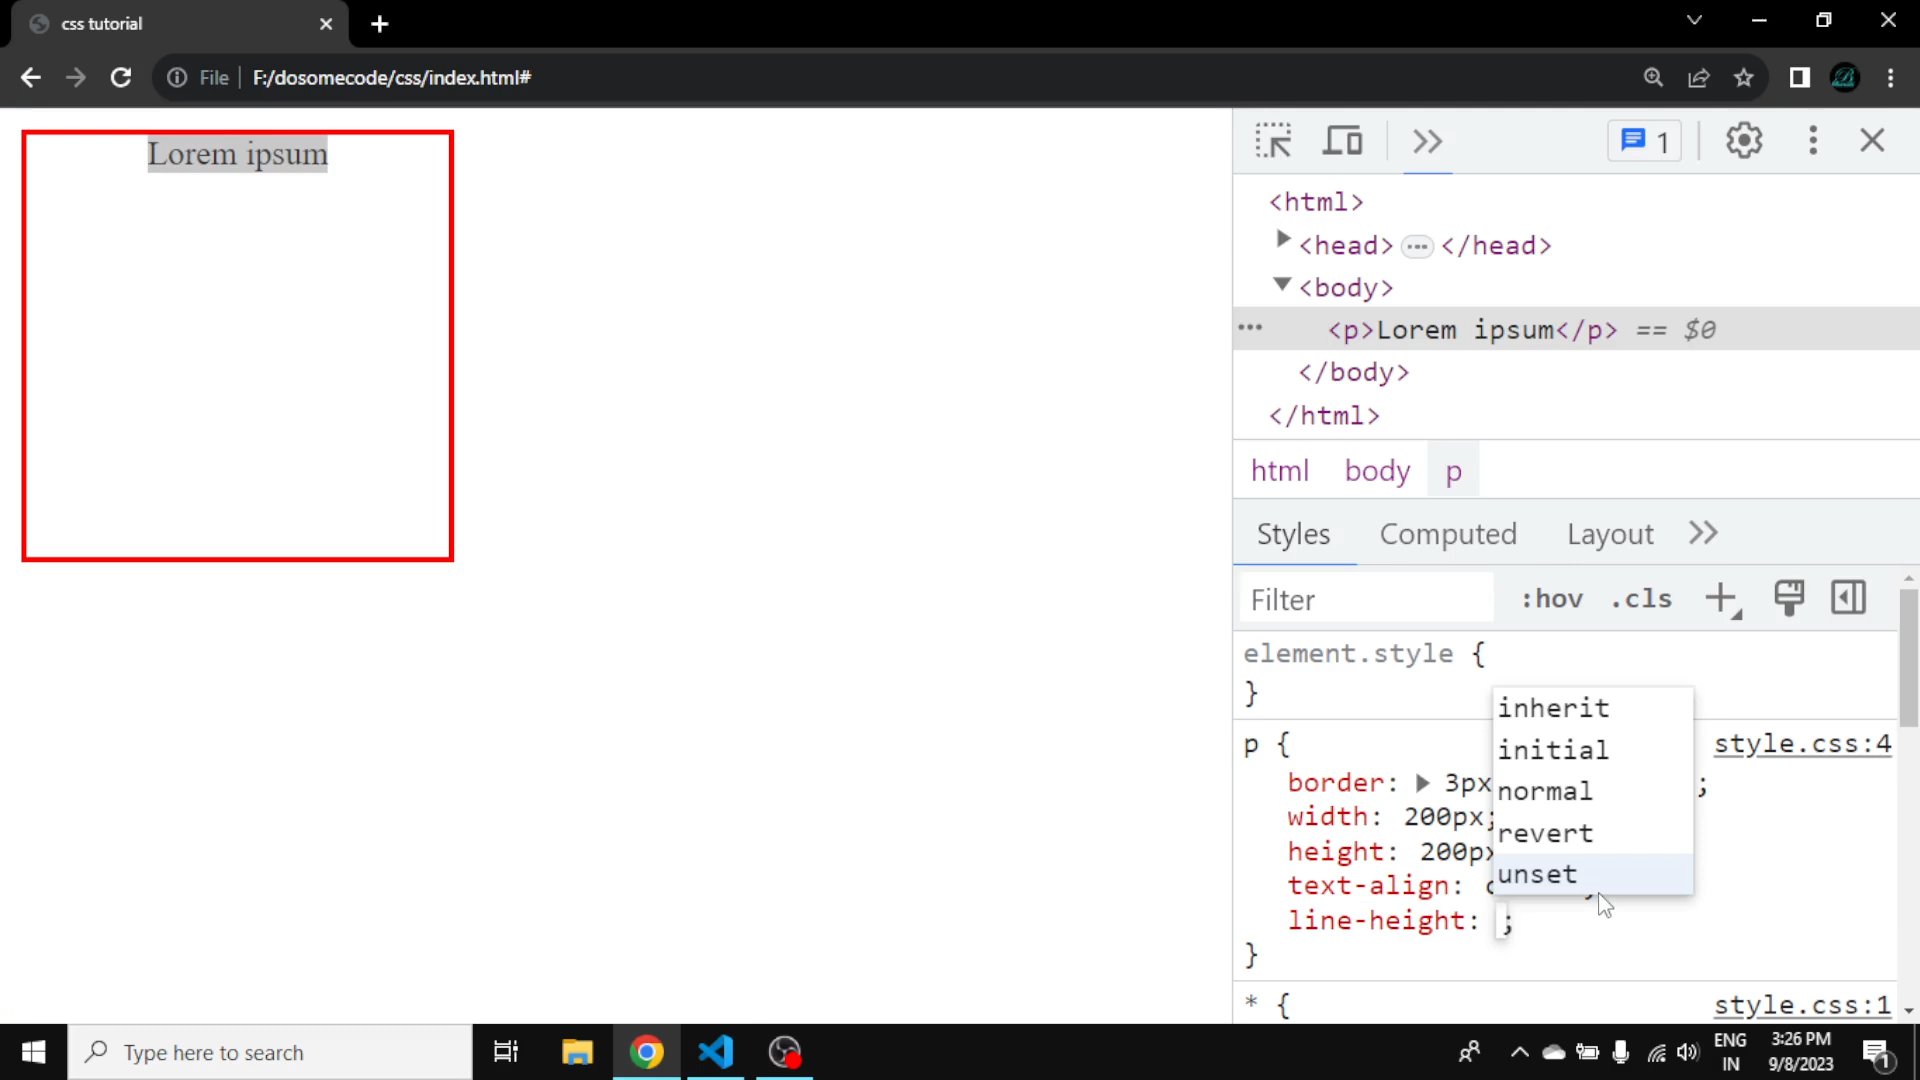 css tutorial
File
F:/dosomecode/css/index.html#
Lorem ipsum
1
<html>
<head> ··· </head>
<body>
··· <p>Lorem ipsum</p> == $0
</body>
</html>
html body p
Styles Computed Layout
Filter :hov .cls
element.style {
}
inherit
initial
normal
revert
unset
p { style.css:4
border: 3px ;
width: 200px;
height: 200px
text-align:
line-height: ;
}
* { style.css:1
Type here to search
ENG
IN
3:26 PM
9/8/2023
1